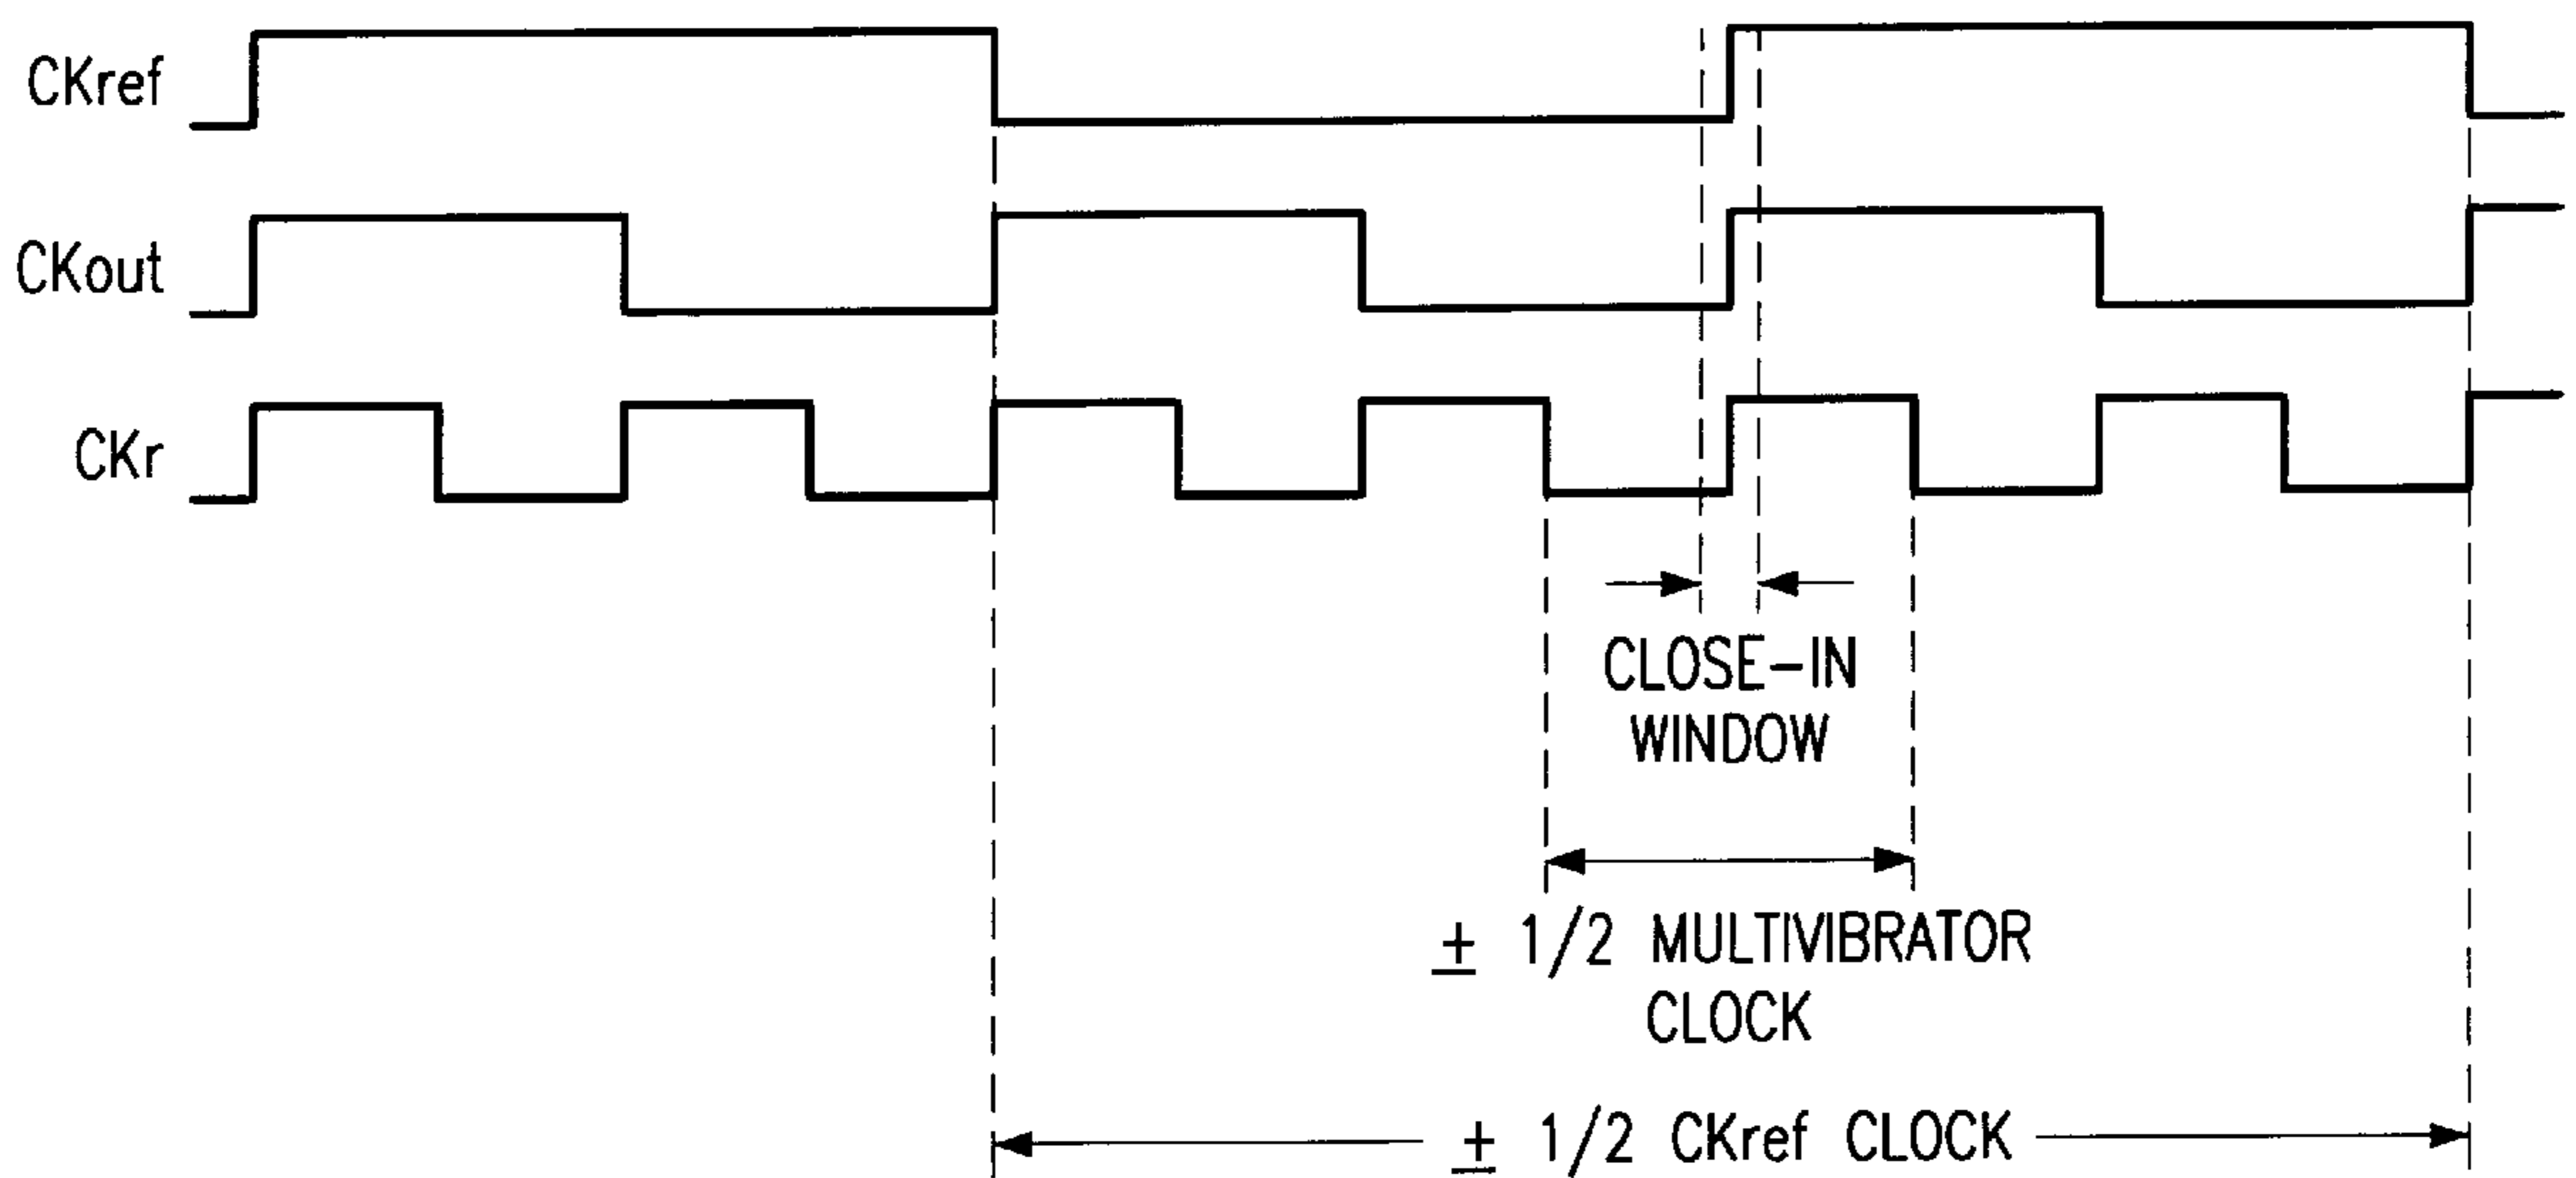 CKref
CKout
CKr
CLOSE-IN
WINDOW
± 1/2 MULTIVIBRATOR
CLOCK
± 1/2 CKref CLOCK